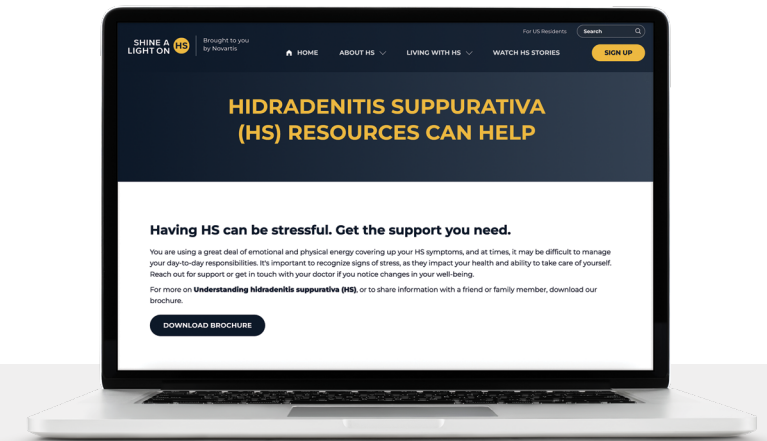 For US Residents
Search
SHINE A
LIGHT ON HS
Brought to you
by Novartis
HOME
ABOUT HS
LIVING WITH HS
WATCH HS STORIES
SIGN UP
HIDRADENITIS SUPPURATIVA
(HS) RESOURCES CAN HELP
Having HS can be stressful. Get the support you need.
You are using a great deal of emotional and physical energy covering up your HS symptoms, and at times, it may be difficult to manage
your day-to-day responsibilities. It's important to recognize signs of stress, as they impact your health and ability to take care of yourself.
Reach out for support or get in touch with your doctor if you notice changes in your well-being.
For more on Understanding hidradenitis suppurativa (HS), or to share information with a friend or family member, download our
brochure.
DOWNLOAD BROCHURE